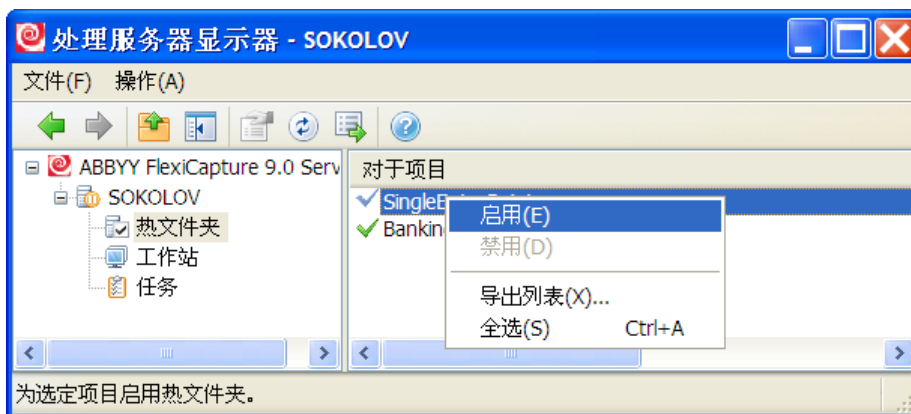 处理服务器显示器 - SOKOLOV
文件(F) 操作(A)
ABBYY FlexiCapture 9.0 Serv
SOKOLOV
热文件夹
工作站
任务
对于项目
启用(E)
禁用(D)
导出列表(X)...
全选(S) Ctrl+A
为选定项目启用热文件夹。